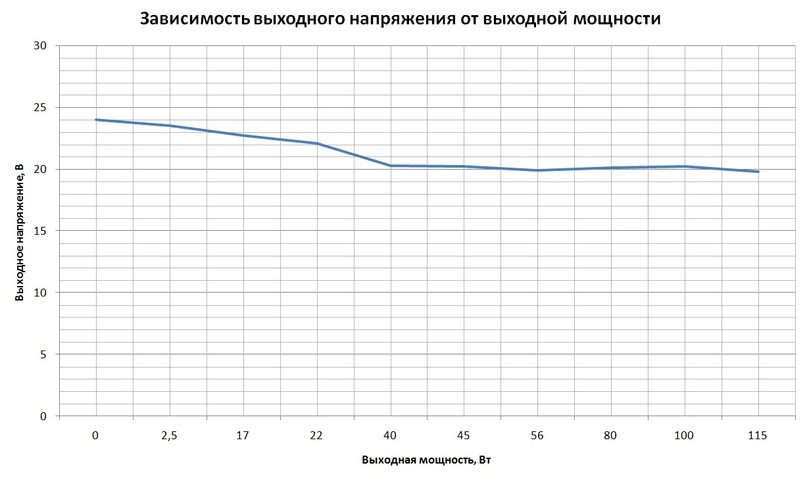 Зависимость выходного напряжения от выходной мощности
30
25
20
15
10
5
0
Выходное напряжение, В
0 2,5 17 22 40 45 56 80 100 115
Выходная мощность, Вт